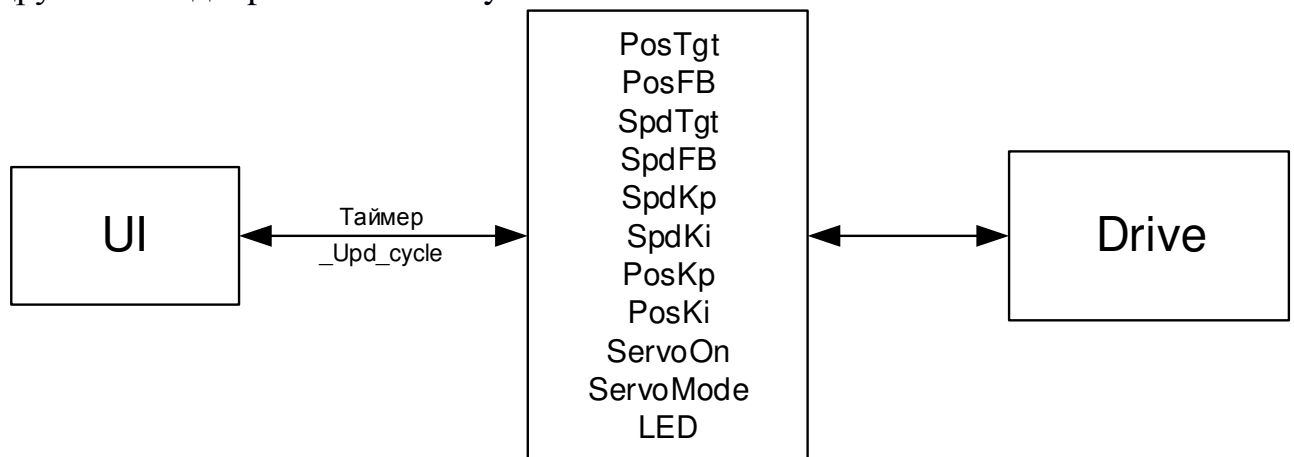 PosTgt
PosFB
SpdTgt
SpdFB
SpdKp
SpdKi
PosKp
PosKi
ServoOn
ServoMode
LED
UI
Таймер
_Upd_cycle
Drive